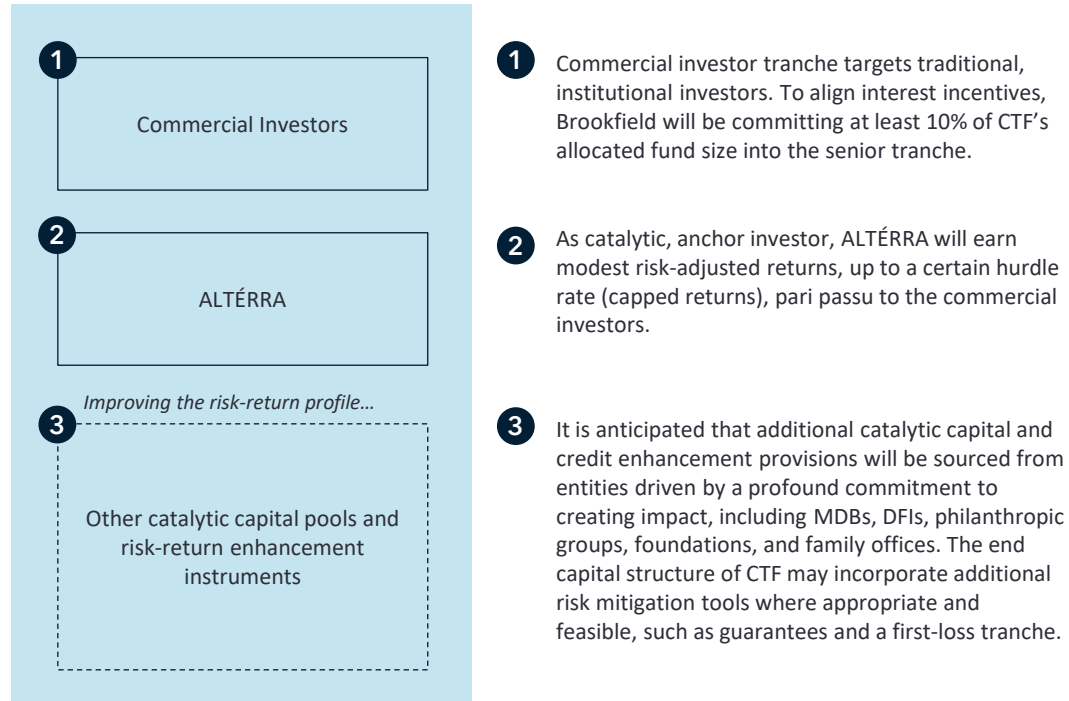 1
Commercial Investors
2
ALTÉRRA
Improving the risk-return profile...
3
Other catalytic capital pools and
risk-return enhancement
instruments
1
Commercial investor tranche targets traditional,
institutional investors. To align interest incentives,
Brookfield will be committing at least 10% of CTF’s
allocated fund size into the senior tranche.
2
As catalytic, anchor investor, ALTÉRRA will earn
modest risk-adjusted returns, up to a certain hurdle
rate (capped returns), pari passu to the commercial
investors.
3
It is anticipated that additional catalytic capital and
credit enhancement provisions will be sourced from
entities driven by a profound commitment to
creating impact, including MDBs, DFIs, philanthropic
groups, foundations, and family offices. The end
capital structure of CTF may incorporate additional
risk mitigation tools where appropriate and
feasible, such as guarantees and a first-loss tranche.